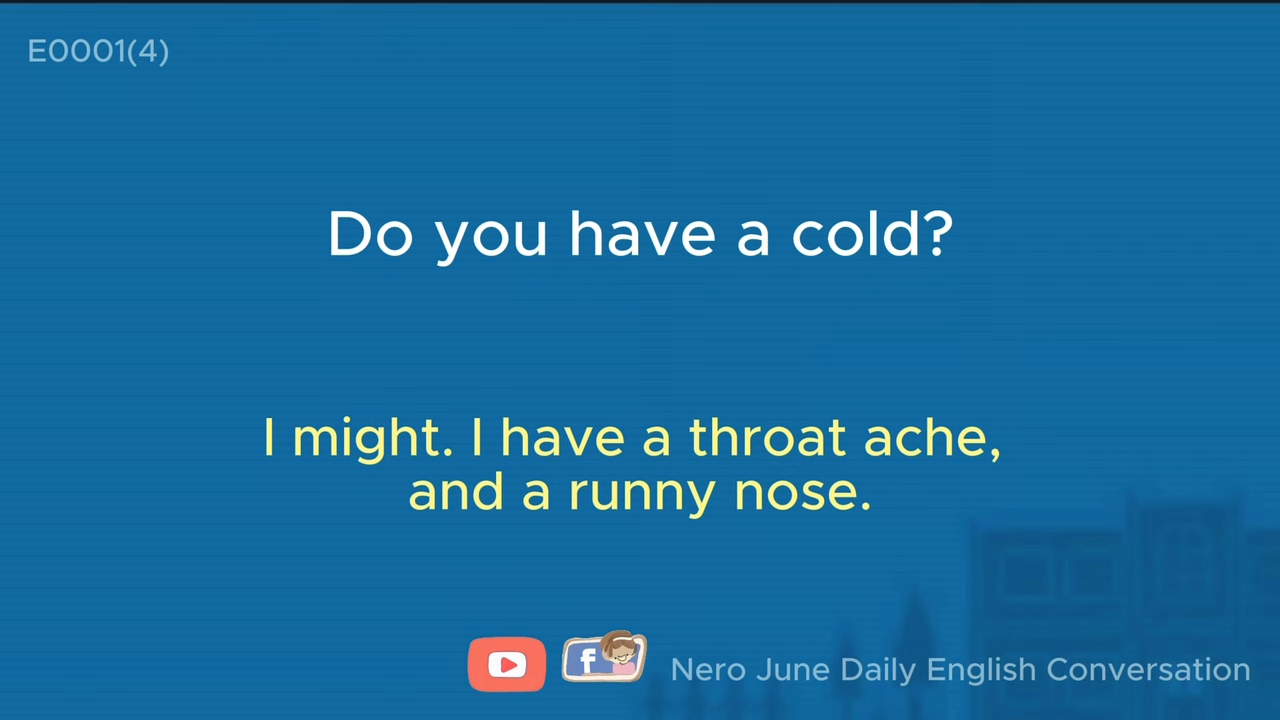 E0001(4)
Do you have a cold?
I might. I have a throat ache,
and a runny nose.
f
Nero June Daily English Conversation